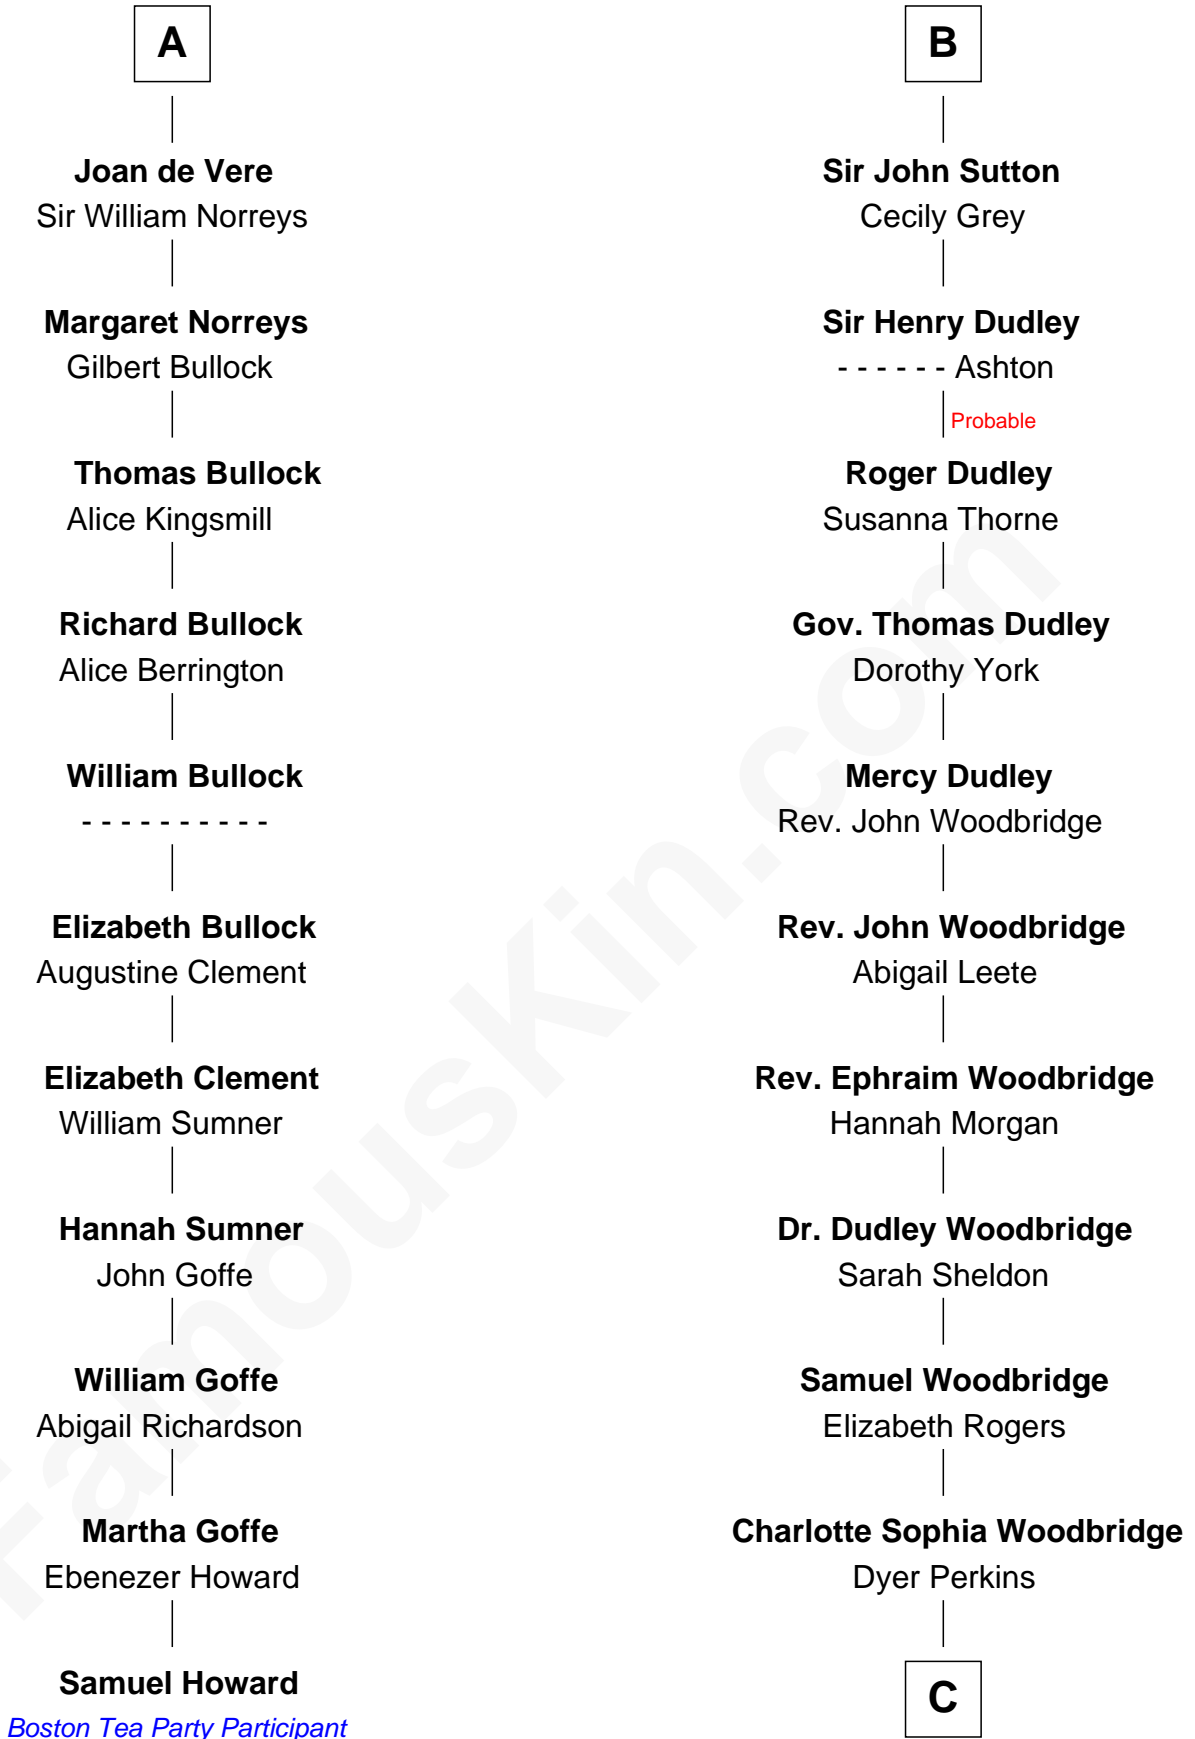 A
Joan de Vere
Sir William Norreys
Margaret Norreys
Gilbert Bullock
Thomas Bullock
Alice Kingsmill
Richard Bullock
Alice Berrington
William Bullock
- - - - - - - - - -
Elizabeth Bullock
Augustine Clement
Elizabeth Clement
William Sumner
Hannah Sumner
John Goffe
William Goffe
Abigail Richardson
Martha Goffe
Ebenezer Howard
Samuel Howard
Boston Tea Party Participant
B
Sir John Sutton
Cecily Grey
Sir Henry Dudley
- - - - - - Ashton
Probable
Roger Dudley
Susanna Thorne
Gov. Thomas Dudley
Dorothy York
Mercy Dudley
Rev. John Woodbridge
Rev. John Woodbridge
Abigail Leete
Rev. Ephraim Woodbridge
Hannah Morgan
Dr. Dudley Woodbridge
Sarah Sheldon
Samuel Woodbridge
Elizabeth Rogers
Charlotte Sophia Woodbridge
Dyer Perkins
C
FamousKin.com